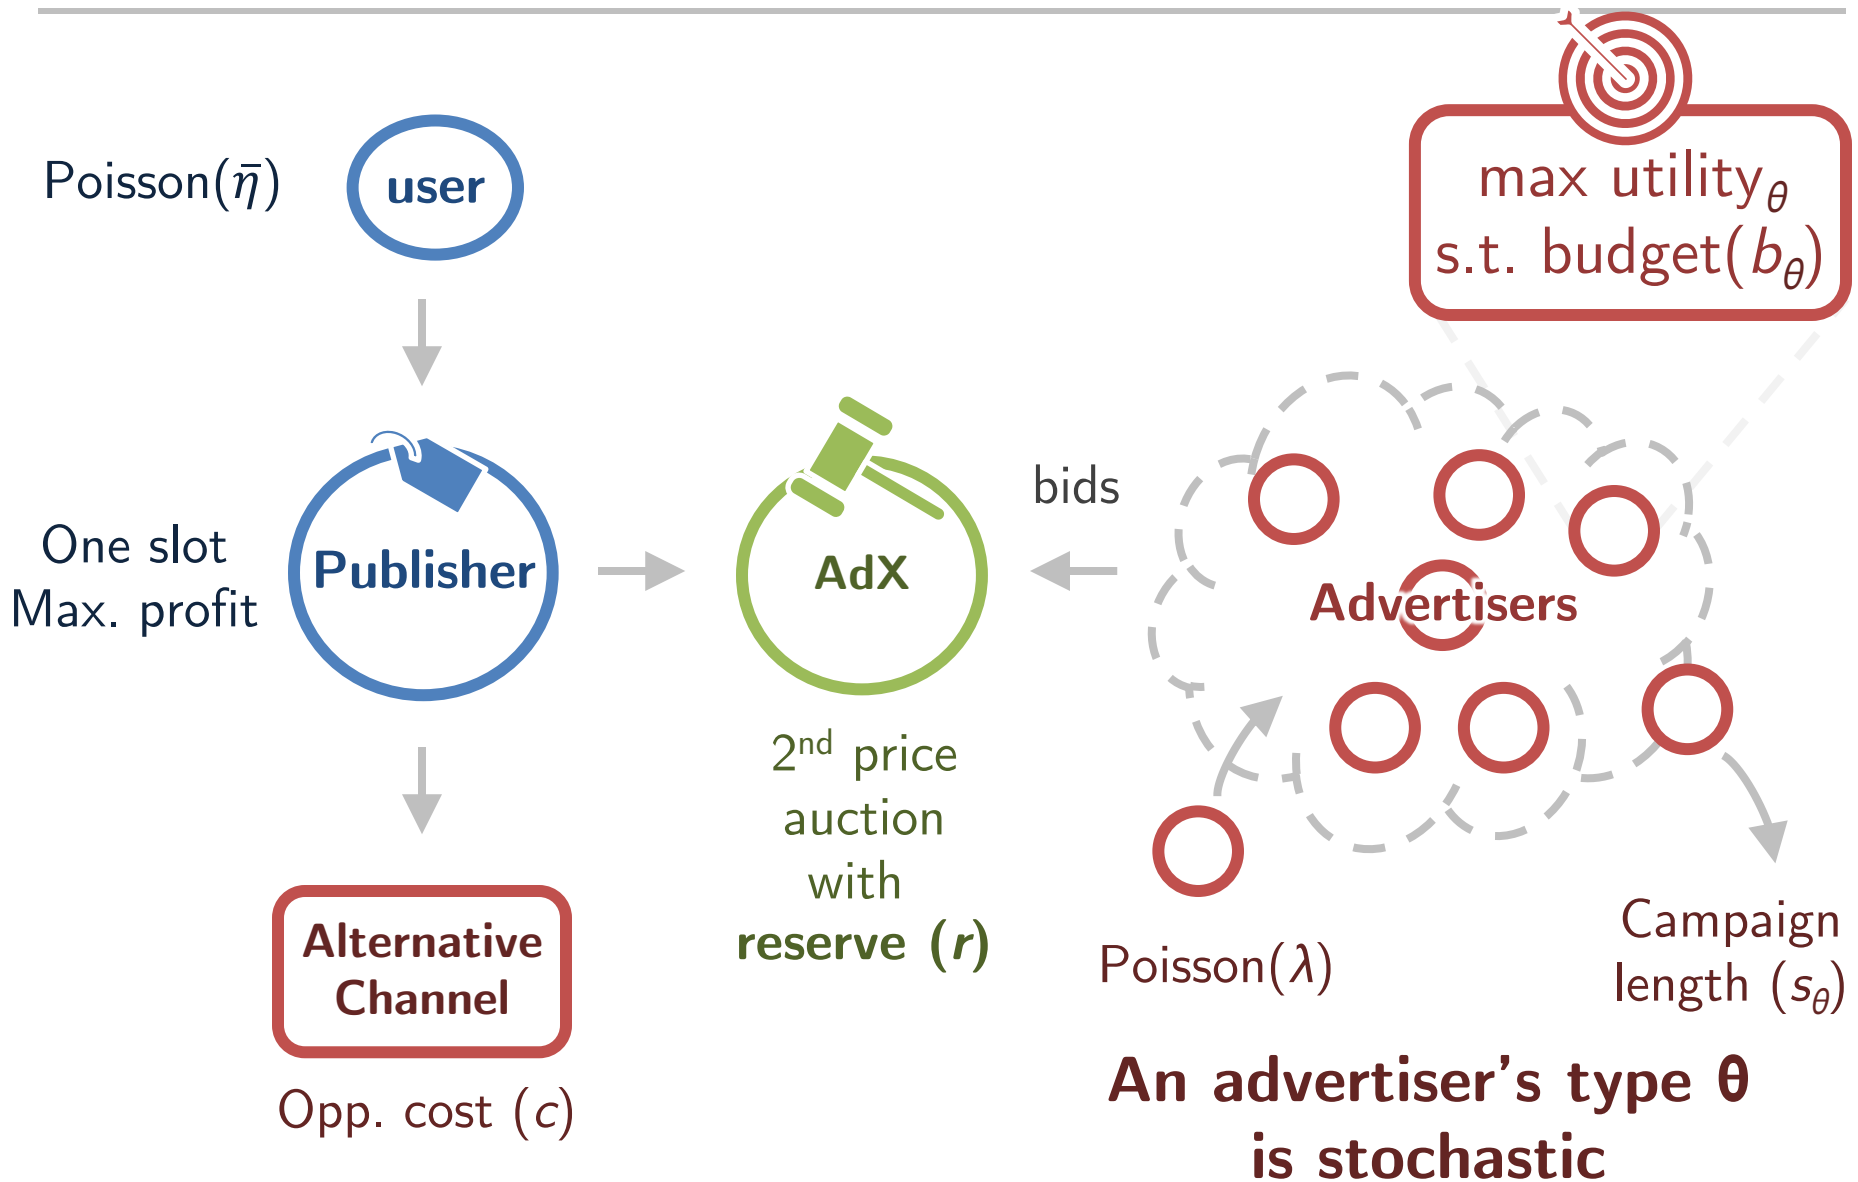 Poisson(η̄)
user
max utility_θ
s.t. budget(b_θ)
One slot
Max. profit
Publisher
AdX
bids
Advertisers
2nd price
auction
with
reserve (r)
Alternative
Channel
Opp. cost (c)
Poisson(λ)
Campaign
length (s_θ)
An advertiser's type θ
is stochastic